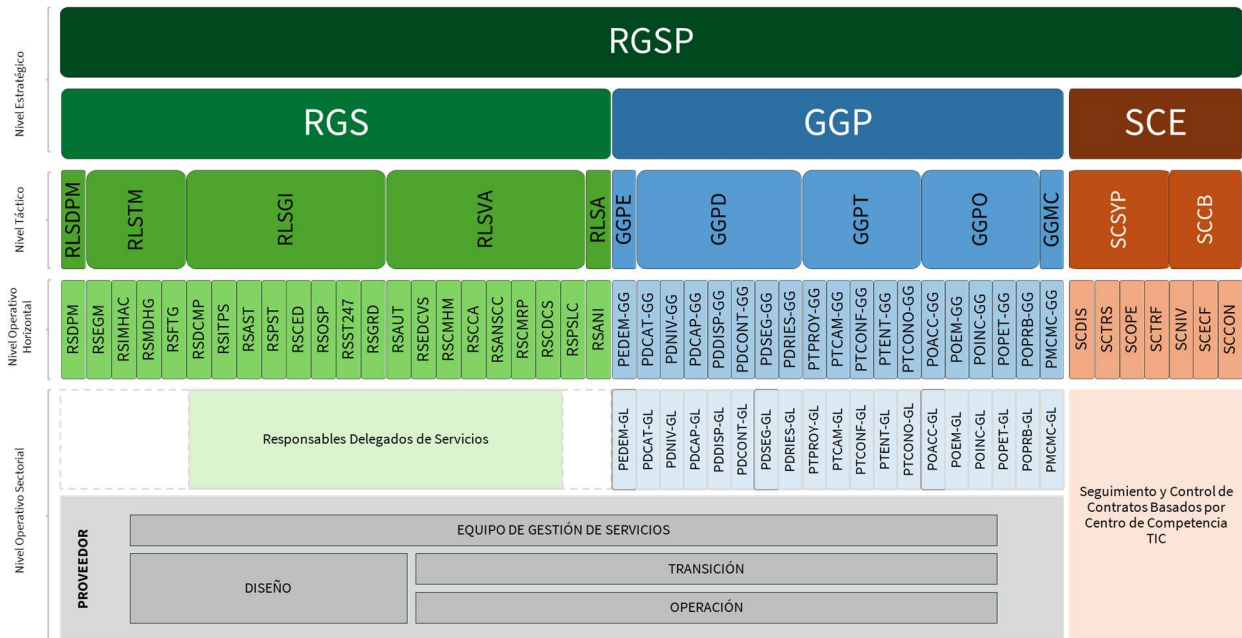 Nivel Estratégico
RGSP
RGS
GGP
SCE
Nivel Táctico
RLSDPM
RLSTM
RLSGI
RLSVA
RLSA
GGPE
GGPD
GGPT
GGPO
GGMC
SCSYP
SCCB
Nivel Operativo
Horizontal
RSDPM
RSEGM
RSIMHAC
RSMDHG
RSFTG
RSDCMP
RSITPS
RSAST
RSPST
RSCED
RSOSP
RSST247
RSGRD
RSAUT
RSEDCVS
RSCMHM
RSCCA
RSANSCC
RSCMRP
RSCDCS
RSPSLC
RSANI
PEDEM-GG
PDCAT-GG
PDNIV-GG
PDCAP-GG
PDDISP-GG
PDCONT-GG
PDSEG-GG
PDRIES-GG
PTPROY-GG
PTCAM-GG
PTCONF-GG
PTENT-GG
PTCONO-GG
POACC-GG
POEM-GG
POINC-GG
POPET-GG
POPRB-GG
PMCMC-GG
SCDIS
SCTRS
SCOPE
SCTRF
SCNIV
SCECF
SCCON
Nivel Operativo Sectorial
Responsables Delegados de Servicios
PEDEM-GL
PDCAT-GL
PDNIV-GL
PDCAP-GL
PDDISP-GL
PDCONT-GL
PDSEG-GL
PDRIES-GL
PTPROY-GL
PTCAM-GL
PTCONF-GL
PTENT-GL
PTCONO-GL
POACC-GL
POEM-GL
POINC-GL
POPET-GL
POPRB-GL
PMCMC-GL
Seguimiento y Control de
Contratos Basados por
Centro de Competencia
TIC
PROVEEDOR
EQUIPO DE GESTIÓN DE SERVICIOS
DISEÑO
TRANSICIÓN
OPERACIÓN